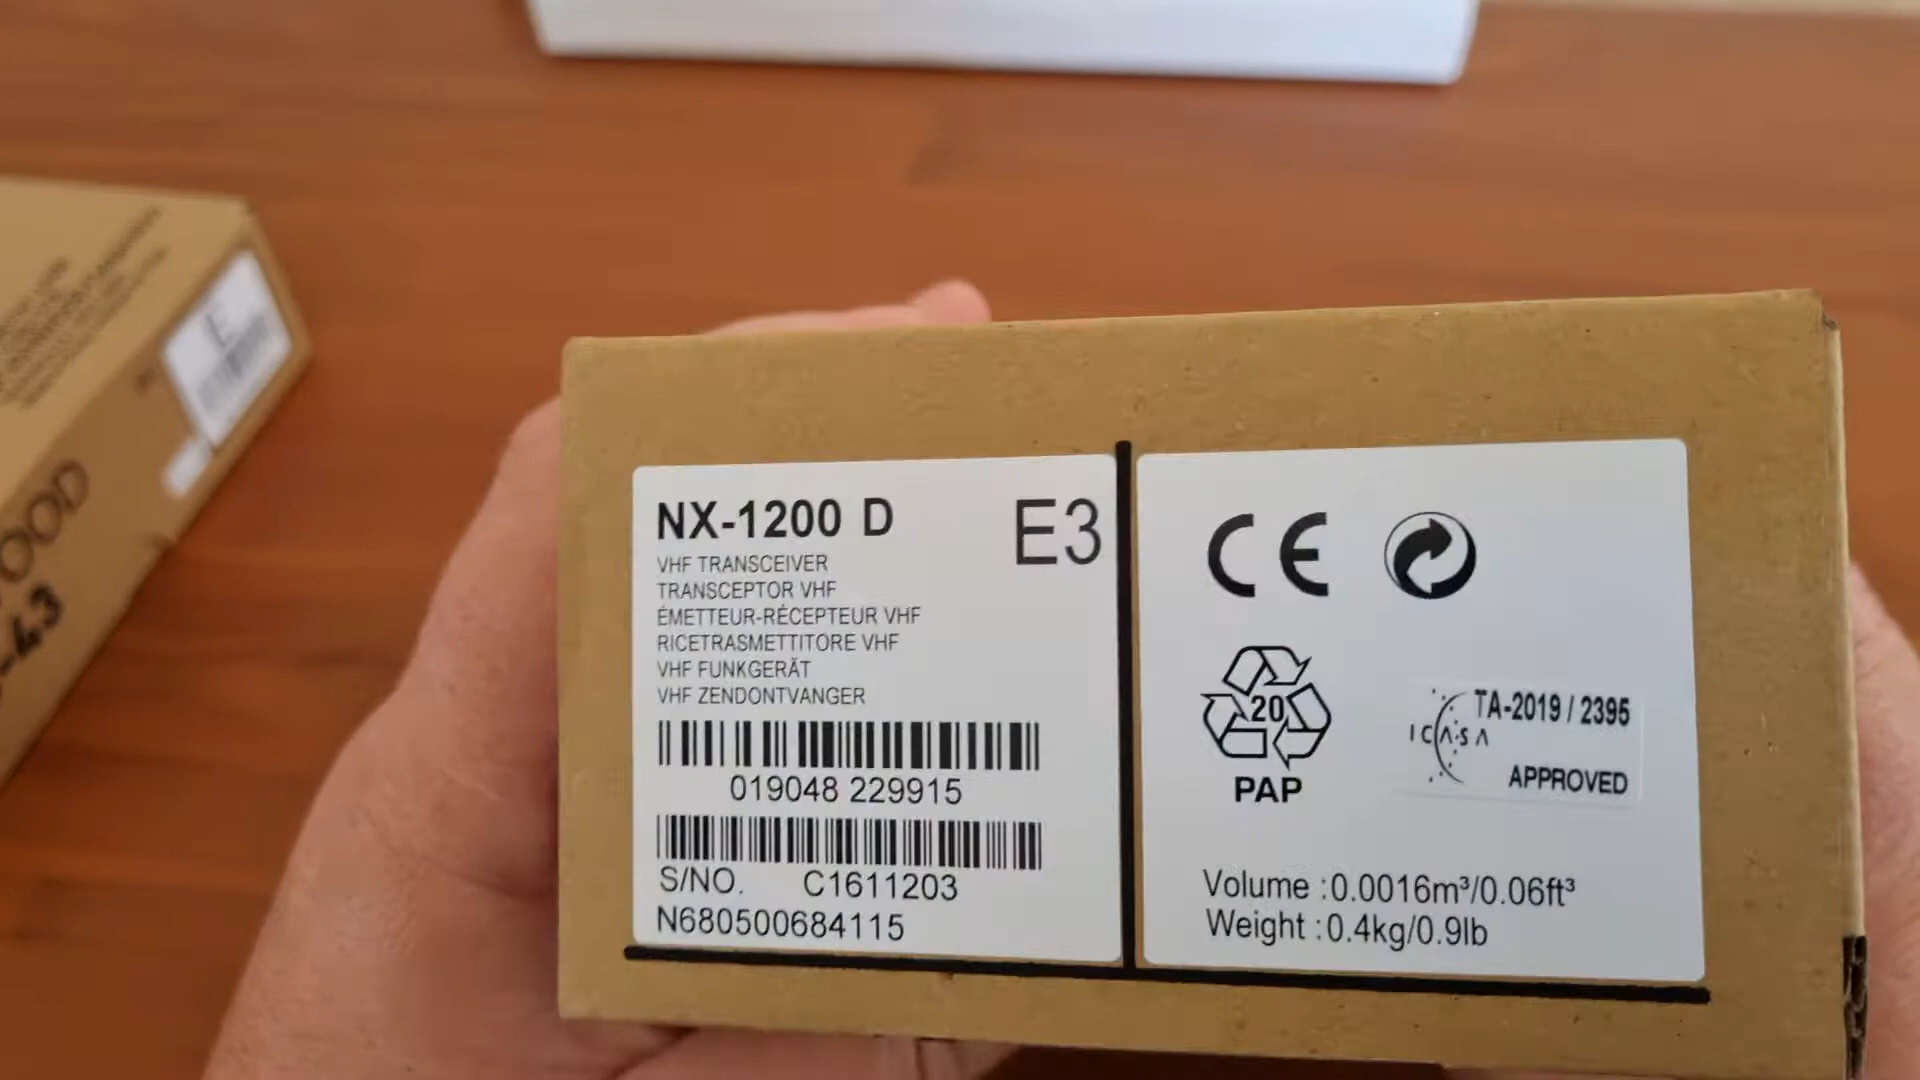 OOD
-43
NX-1200 D
E3
VHF TRANSCEIVER
TRANSCEPTOR VHF
ÉMETTEUR-RÉCEPTEUR VHF
RICETRASMETTITORE VHF
VHF FUNKGERÄT
VHF ZENDONTVANGER
019048 229915
S/NO. C1611203
N680500684115
CE
20
PAP
ICASA
TA-2019 / 2395
APPROVED
Volume :0.0016m³/0.06ft³
Weight :0.4kg/0.9lb